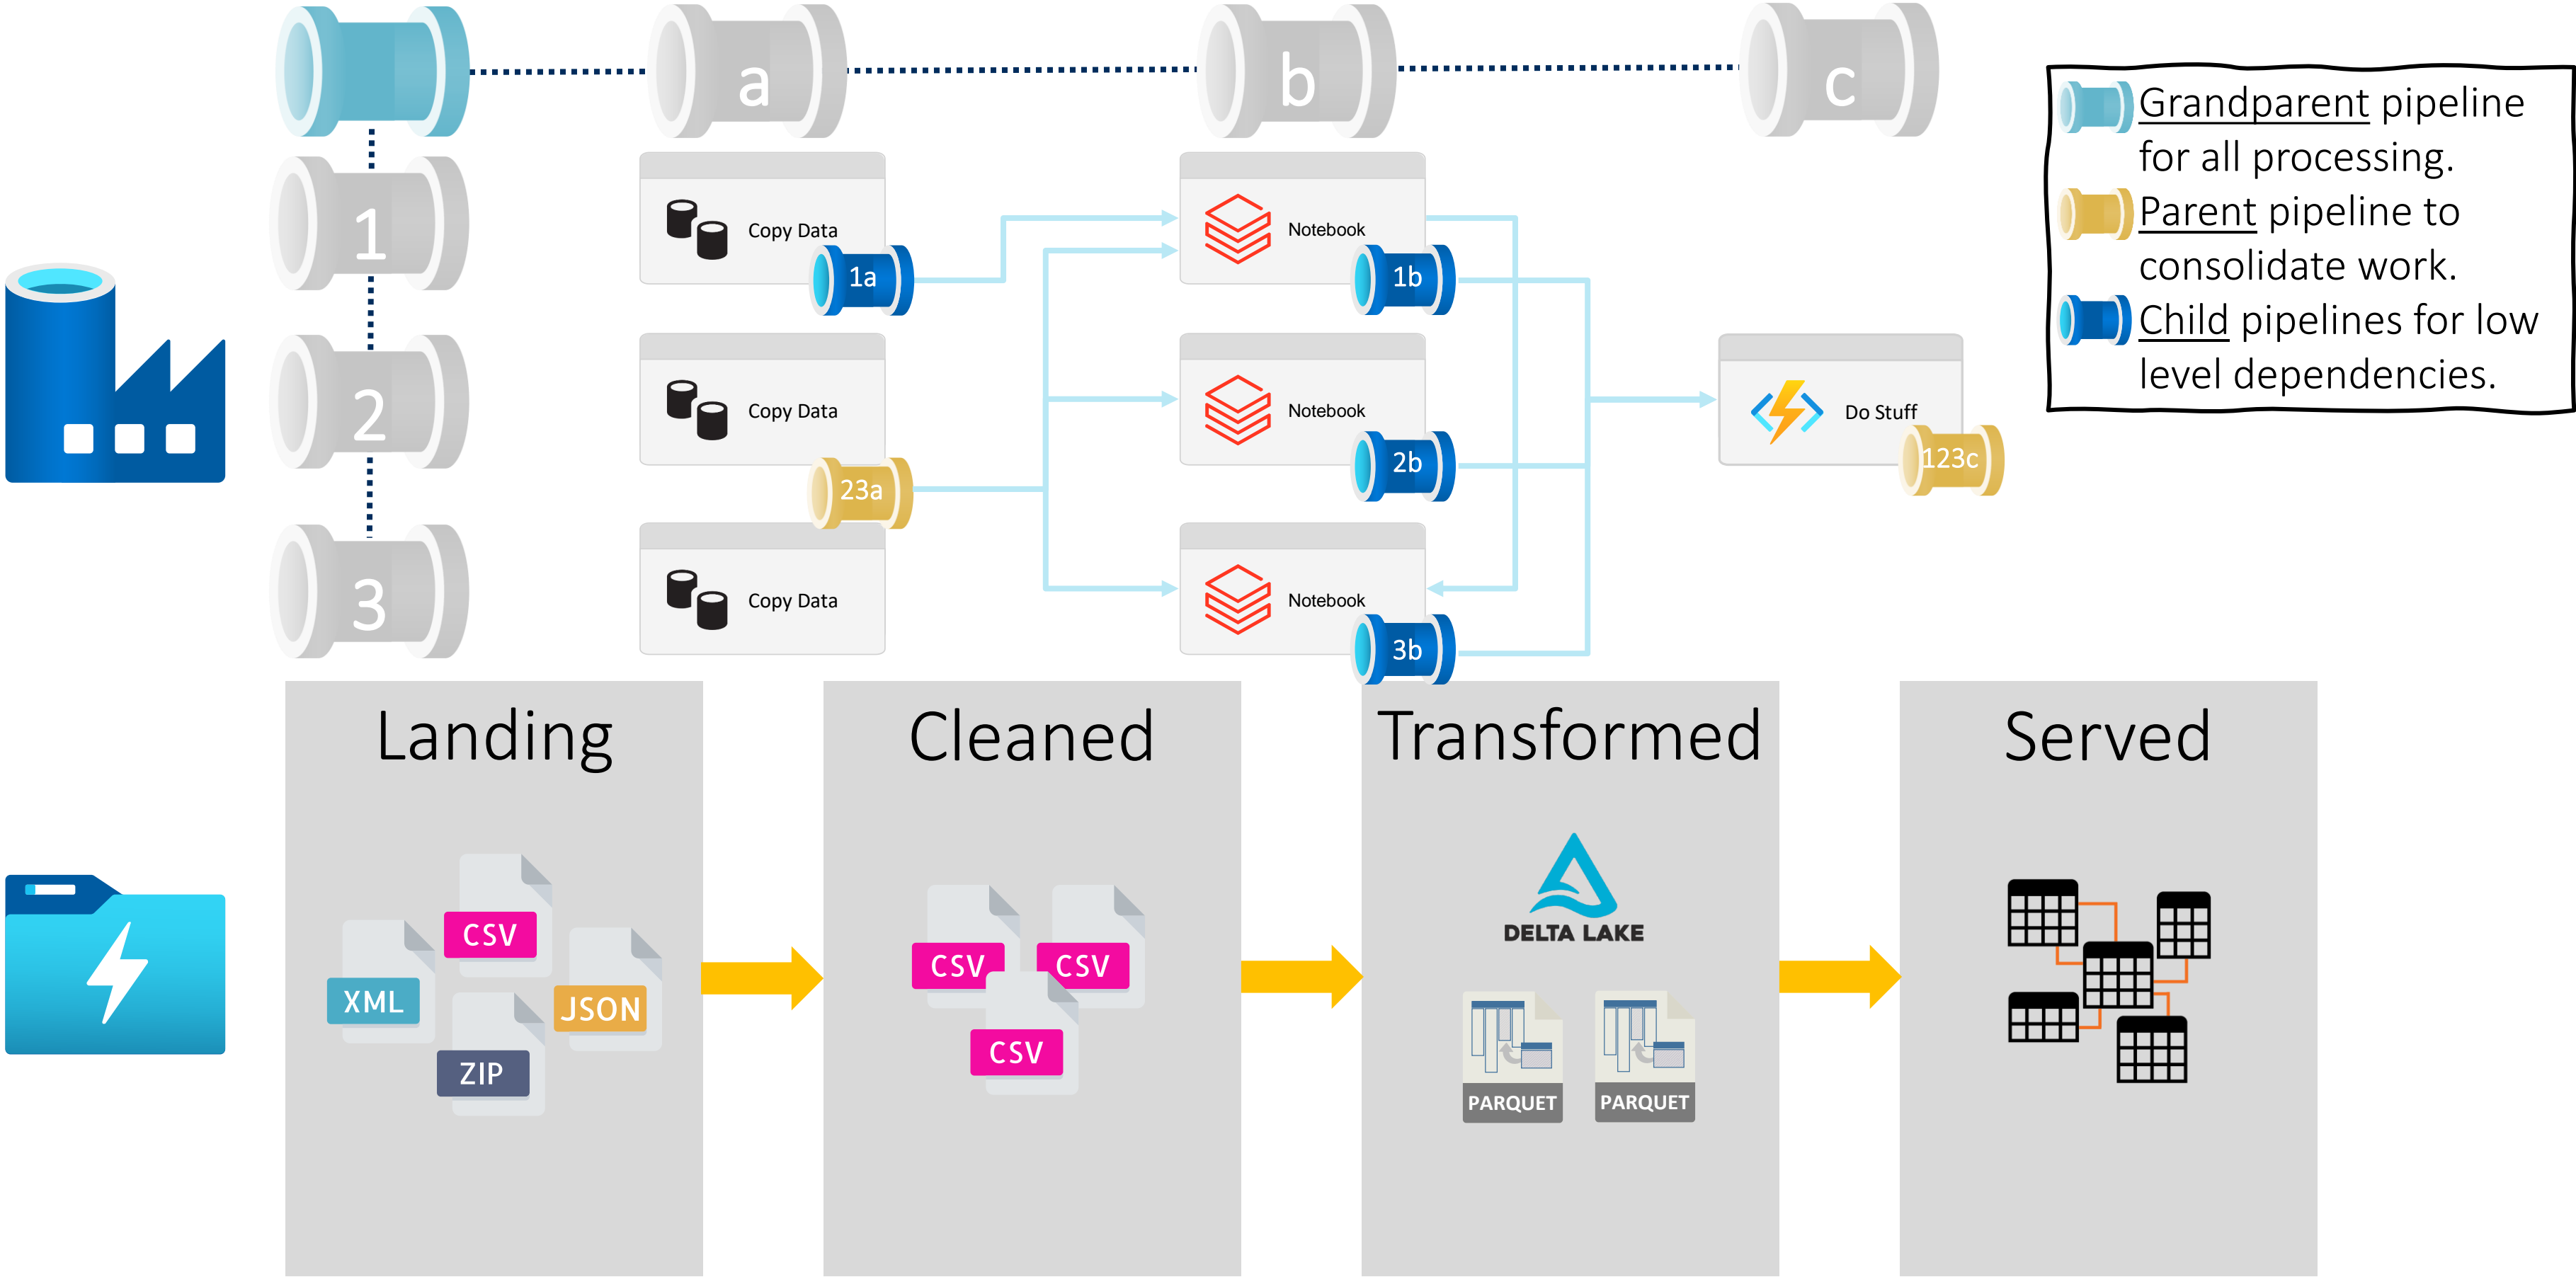 a
b
c
Grandparent pipeline
for all processing.
Parent pipeline to
consolidate work.
Child pipelines for low
level dependencies.
1
Copy Data
1a
Notebook
1b
2
Copy Data
23a
Notebook
2b
Do Stuff
123c
3
Copy Data
Notebook
3b
Landing
Cleaned
Transformed
Served
CSV
XML
JSON
ZIP
CSV
CSV
CSV
DELTA LAKE
PARQUET
PARQUET